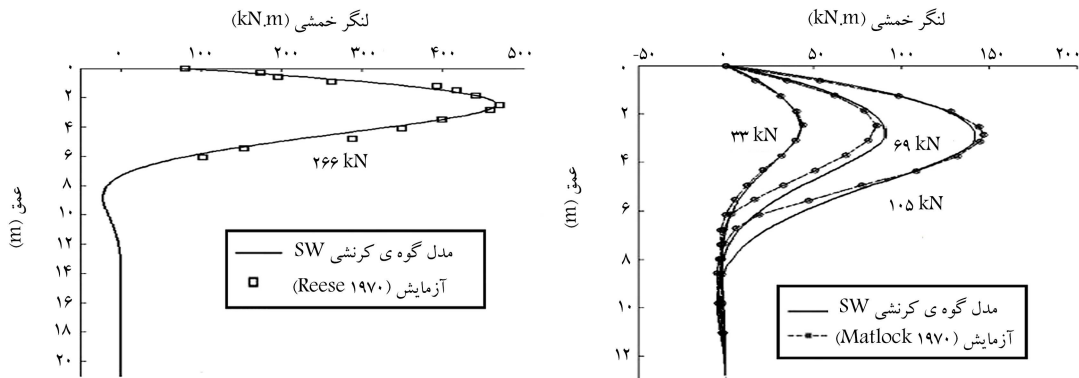 لنگر خمشی (kN.m)
۰ ۱۰۰ ۲۰۰ ۳۰۰ ۴۰۰ ۵۰۰
۰
۲
۴
۶
۸
۱۰
۱۲
۱۴
۱۶
۱۸
۲۰
عمق (m)
۲۶۶ kN
مدل گوه ی کرنشی SW
آزمایش (Reese ۱۹۷۰)
لنگر خمشی (kN.m)
-۵۰ ۰ ۵۰ ۱۰۰ ۱۵۰ ۲۰۰
۰
۲
۴
۶
۸
۱۰
۱۲
عمق (m)
۳۳ kN
۶۹ kN
۱۰۵ kN
مدل گوه ی کرنشی SW
آزمایش (Matlock ۱۹۷۰)